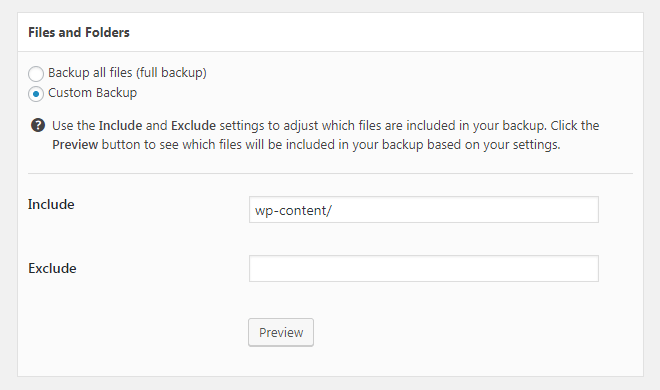 Files and Folders
Backup all files (full backup)
Custom Backup
Use the Include and Exclude settings to adjust which files are included in your backup. Click the
Preview button to see which files will be included in your backup based on your settings.
Include
wp-content/
Exclude
Preview